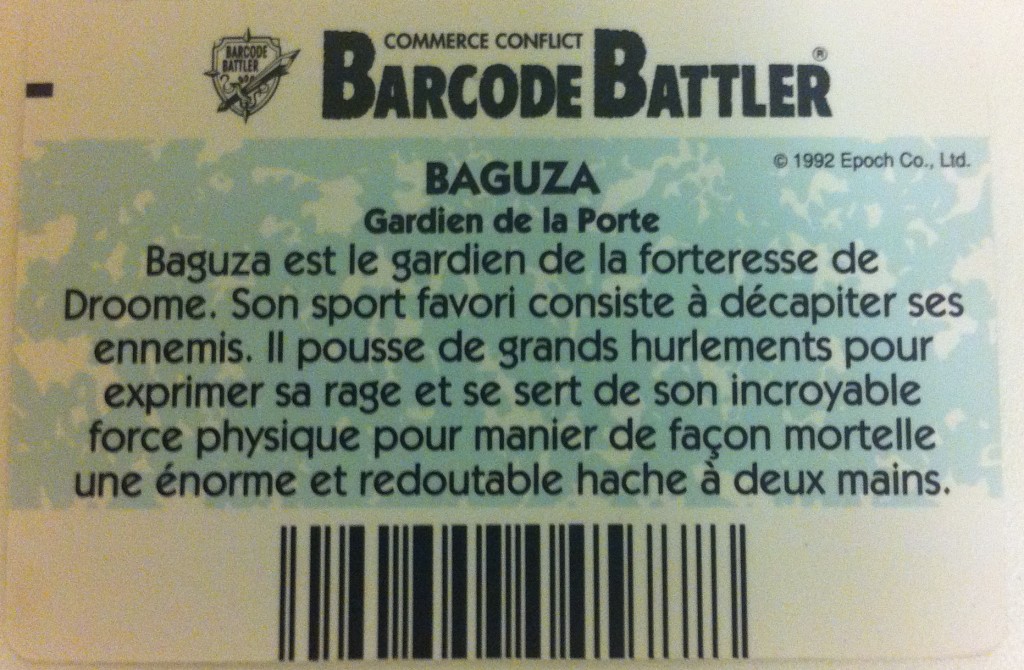 BARCODE
BATTLER
COMMERCE CONFLICT
BARCODE BATTLER®
© 1992 Epoch Co., Ltd.
BAGUZA
Gardien de la Porte
Baguza est le gardien de la forteresse de
Droome. Son sport favori consiste à décapiter ses
ennemis. Il pousse de grands hurlements pour
exprimer sa rage et se sert de son incroyable
force physique pour manier de façon mortelle
une énorme et redoutable hache à deux mains.